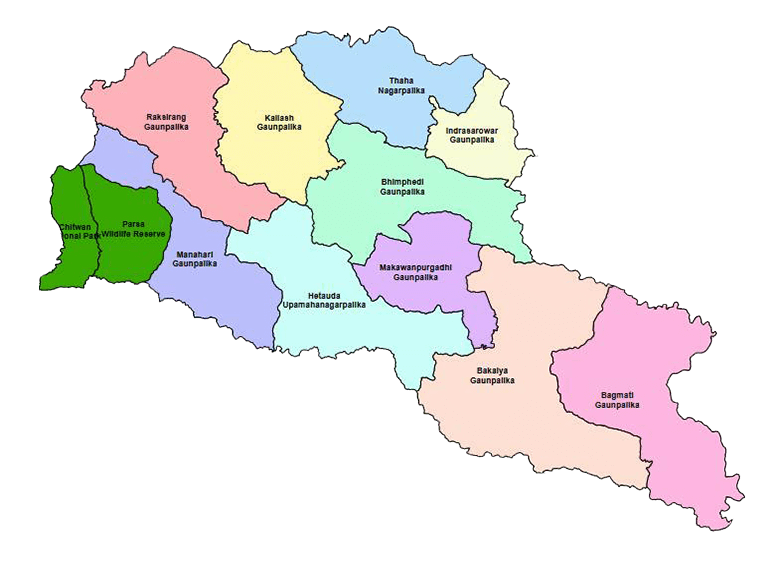 Thaha
Nagarpalika
Raksirang
Gaunpalika
Kailash
Gaunpalika
Indrasarowar
Gaunpalika
Bhimphedi
Gaunpalika
Chitwan
onal Park
Parsa
Wildlife Reserve
Manahari
Gaunpalika
Makawanpurgadhi
Gaunpalika
Hetauda
Upamahanagarpalika
Bakaiya
Gaunpalika
Bagmati
Gaunpalika